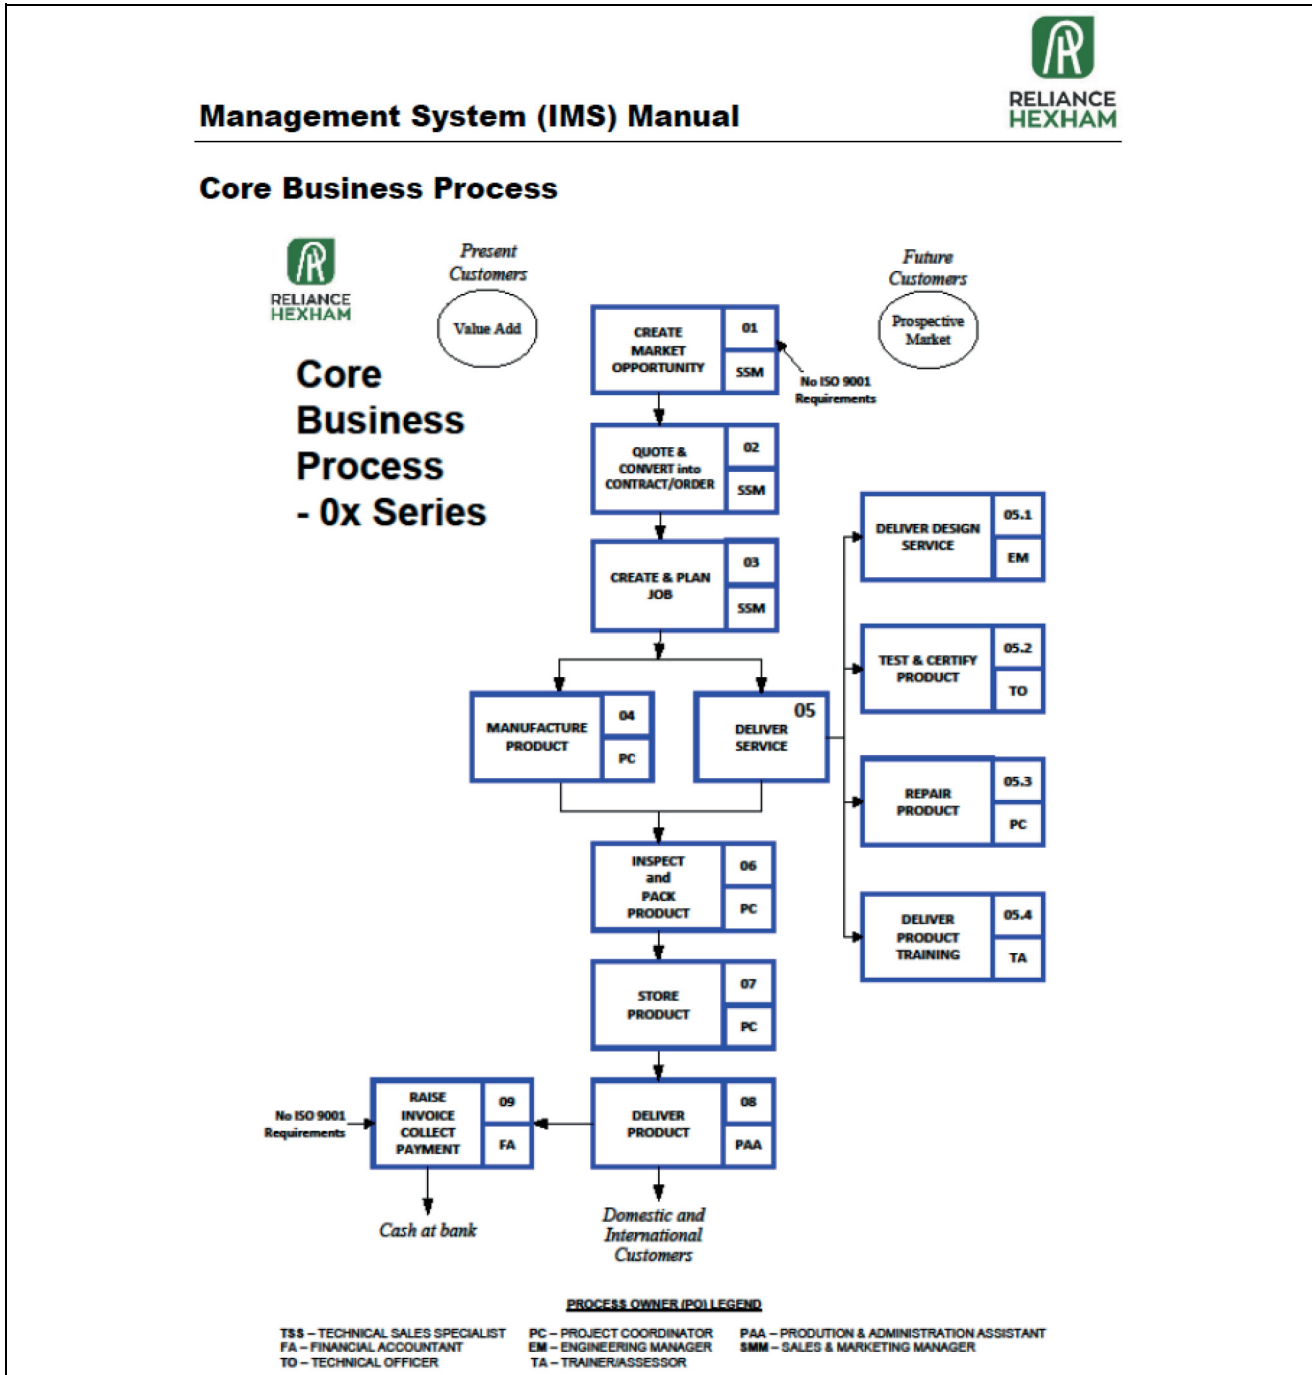 RELIANCE
HEXHAM
Management System (IMS) Manual
Core Business Process
RELIANCE
HEXHAM
Present
Customers
Value Add
Future
Customers
Prospective
Market
Core
Business
Process
- 0x Series
CREATE
MARKET
OPPORTUNITY
01
SSM
No ISO 9001
Requirements
QUOTE &
CONVERT into
CONTRACT/ORDER
02
SSM
CREATE & PLAN
JOB
03
SSM
MANUFACTURE
PRODUCT
04
PC
05
DELIVER
SERVICE
DELIVER DESIGN
SERVICE
05.1
EM
TEST & CERTIFY
PRODUCT
05.2
TO
REPAIR
PRODUCT
05.3
PC
DELIVER
PRODUCT
TRAINING
05.4
TA
INSPECT
and
PACK
PRODUCT
06
PC
STORE
PRODUCT
07
PC
DELIVER
PRODUCT
08
PAA
RAISE
INVOICE
COLLECT
PAYMENT
09
FA
No ISO 9001
Requirements
Cash at bank
Domestic and
International
Customers
PROCESS OWNER (PO) LEGEND
TSS – TECHNICAL SALES SPECIALIST PC – PROJECT COORDINATOR PAA – PRODUTION & ADMINISTRATION ASSISTANT
FA – FINANCIAL ACCOUNTANT EM – ENGINEERING MANAGER SMM – SALES & MARKETING MANAGER
TO – TECHNICAL OFFICER TA – TRAINER/ASSESSOR